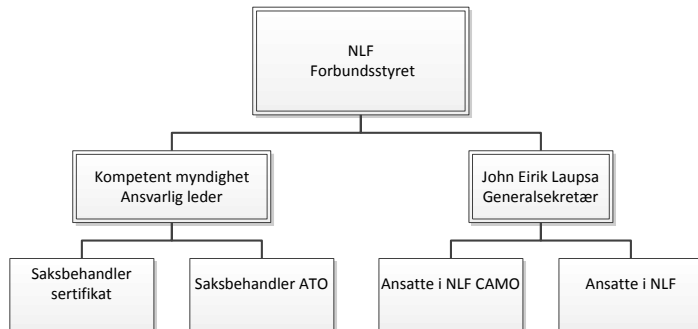 NLF
Forbundsstyret
Kompetent myndighet
Ansvarlig leder
John Eirik Laupsa
Generalsekretær
Saksbehandler
sertifikat
Saksbehandler ATO
Ansatte i NLF CAMO
Ansatte i NLF